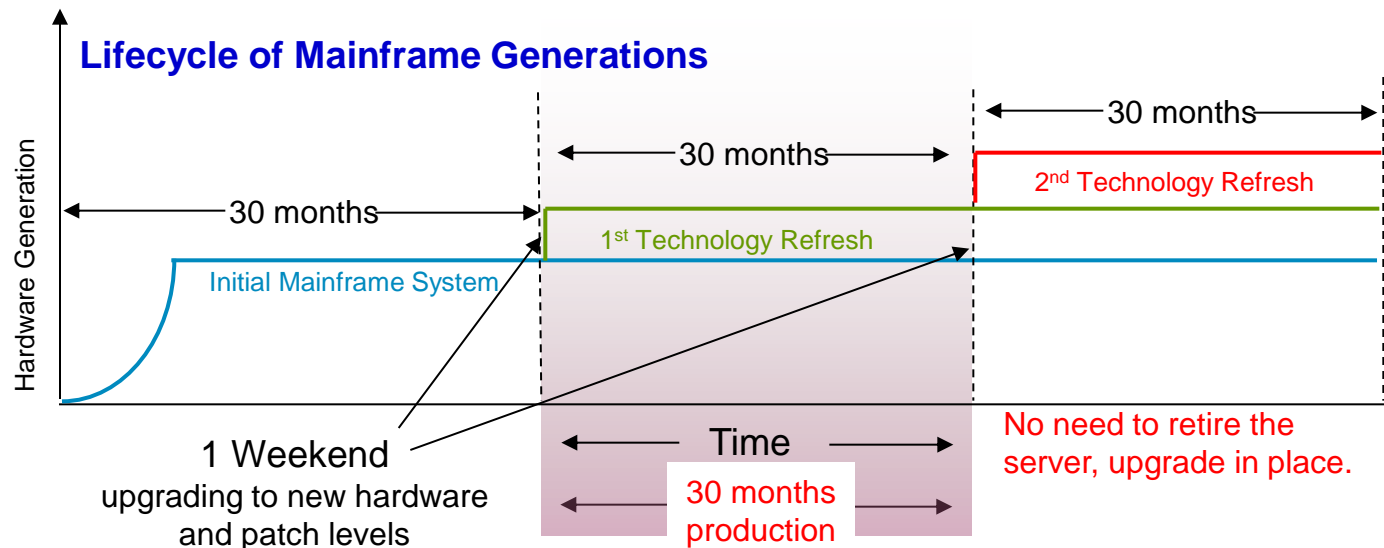 Lifecycle of Mainframe Generations
Hardware Generation
30 months
30 months
30 months
2nd Technology Refresh
1st Technology Refresh
Initial Mainframe System
1 Weekend
upgrading to new hardware
and patch levels
Time
30 months
production
No need to retire the
server, upgrade in place.